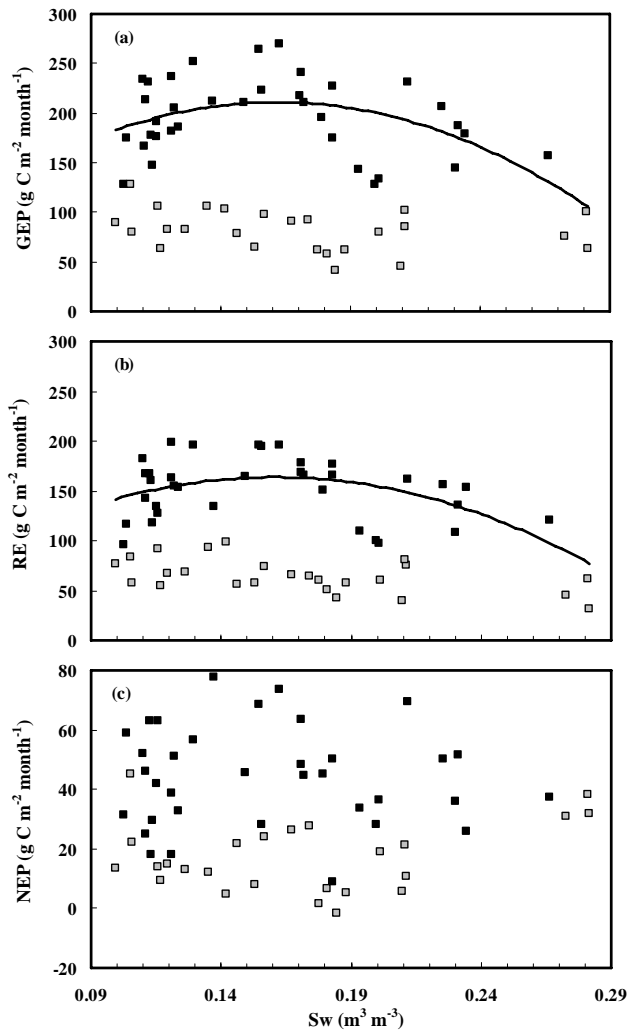 300
(a)
250
200
150
100
50
0
GEP (g C m⁻² month⁻¹)
300
(b)
250
200
150
100
50
0
RE (g C m⁻² month⁻¹)
80
(c)
60
40
20
0
-20
NEP (g C m⁻² month⁻¹)
0.09 0.14 0.19 0.24 0.29
Sw (m³ m⁻³)